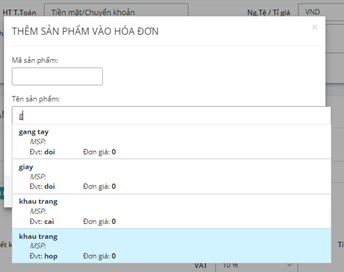 HT T.Toán Tiền mặt/Chuyển khoản Ng.Tệ / Tỉ giá VND
THÊM SẢN PHẨM VÀO HÓA ĐƠN ×
Mã sản phẩm:
Tên sản phẩm:
g
gang tay
MSP:
Đvt: doi Đơn giá: 0
giay
MSP:
Đvt: doi Đơn giá: 0
khau trang
MSP:
Đvt: cai Đơn giá: 0
khau trang
MSP:
Đvt: hop Đơn giá: 0
VAT 10 %